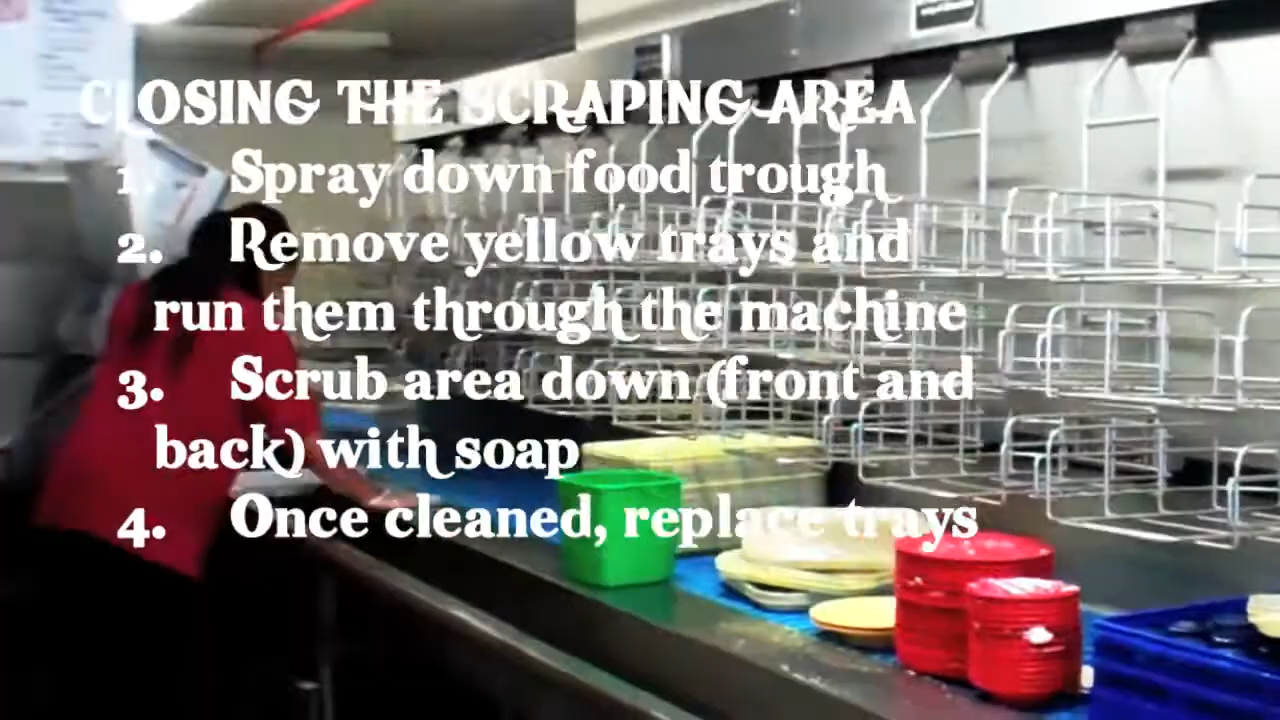 CLOSING THE SCRAPING AREA
1. Spray down food trough
2. Remove yellow trays and
run them through the machine
3. Scrub area down (front and
back) with soap
4. Once cleaned, replace trays